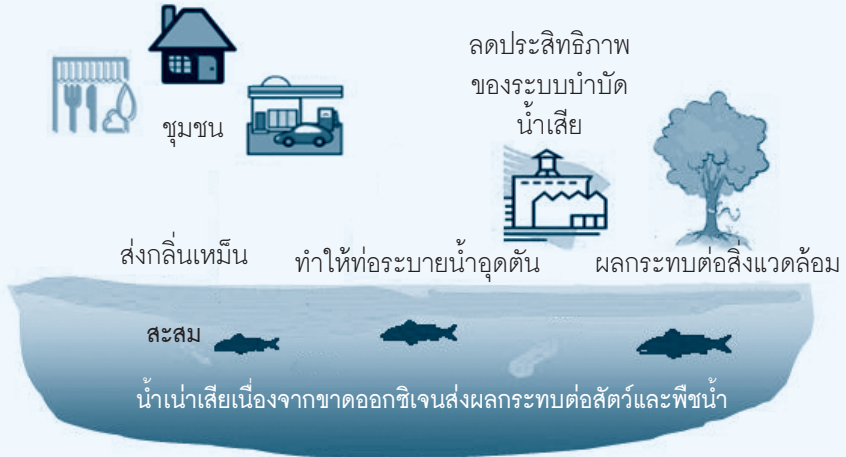 ลดประสิทธิภาพ
ของระบบบำบัด
น้ำเสีย
ชุมชน
ส่งกลิ่นเหม็น
ทำให้ท่อระบายน้ำอุดตัน
ผลกระทบต่อสิ่งแวดล้อม
สะสม
น้ำเน่าเสียเนื่องจากขาดออกซิเจนส่งผลกระทบต่อสัตว์และพืชน้ำ